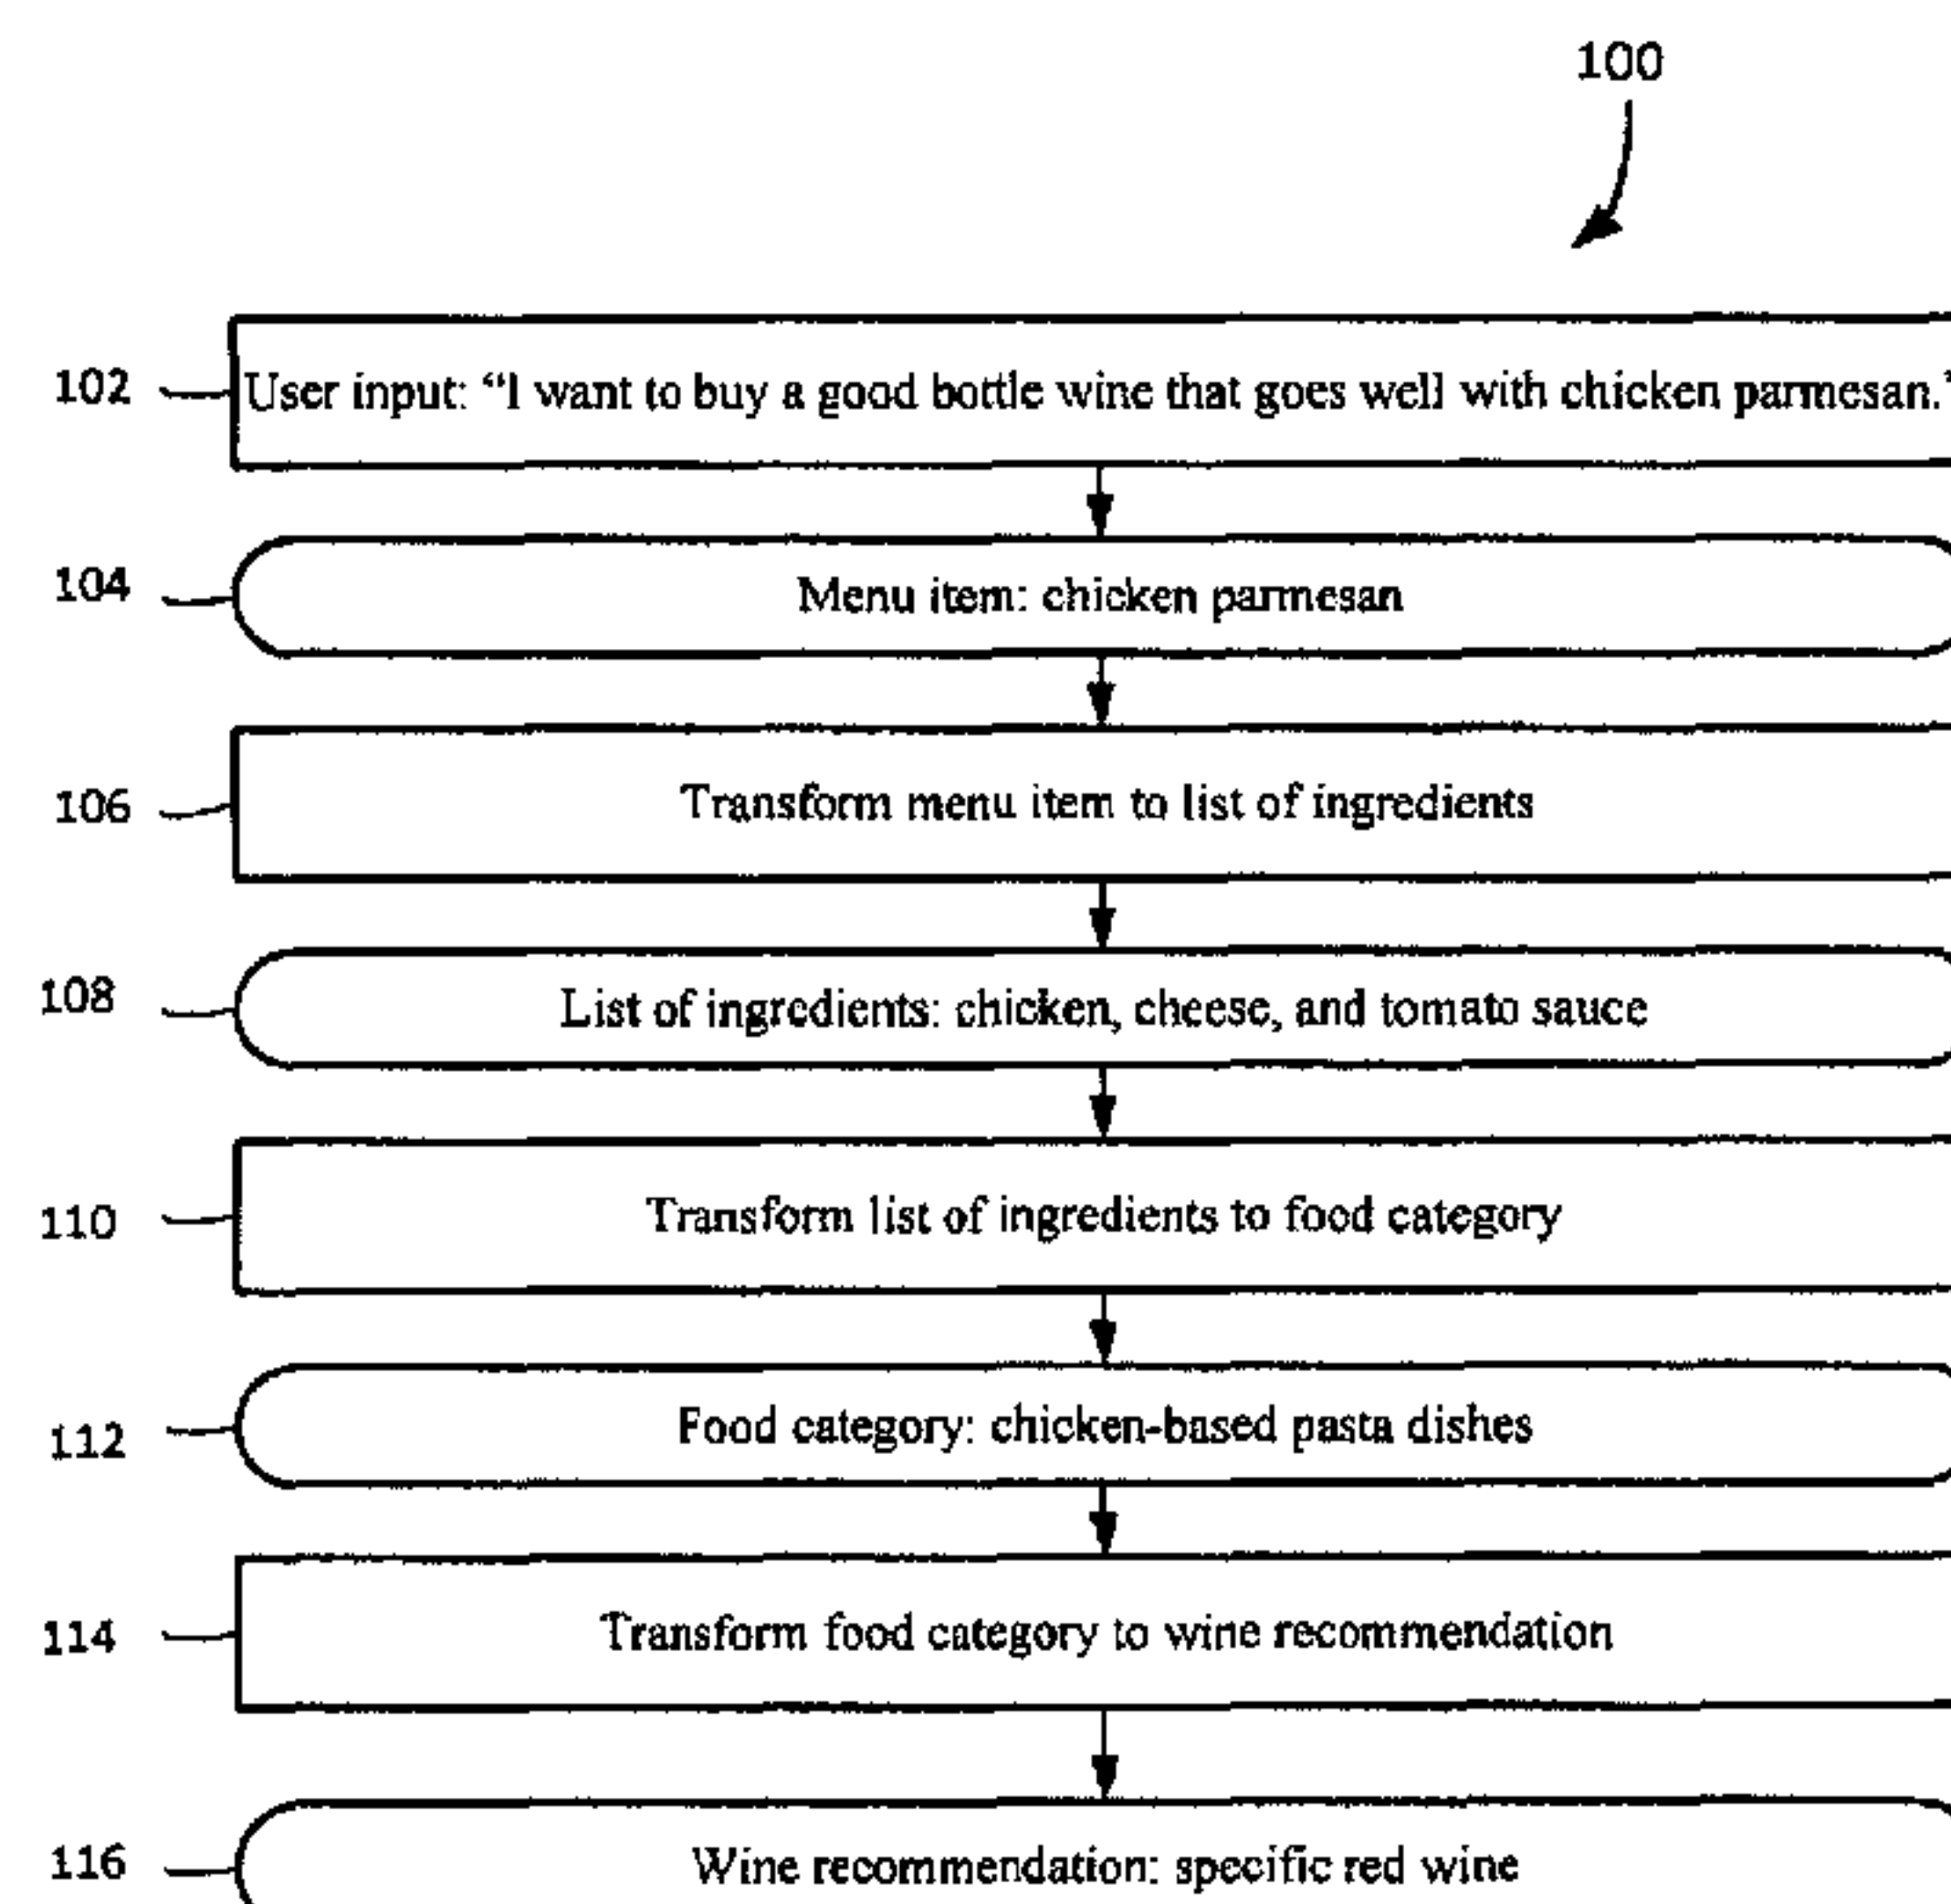 100
102 User input: “I want to buy a good bottle wine that goes well with chicken parmesan.”
104 Menu item: chicken parmesan
106 Transform menu item to list of ingredients
108 List of ingredients: chicken, cheese, and tomato sauce
110 Transform list of ingredients to food category
112 Food category: chicken-based pasta dishes
114 Transform food category to wine recommendation
116 Wine recommendation: specific red wine